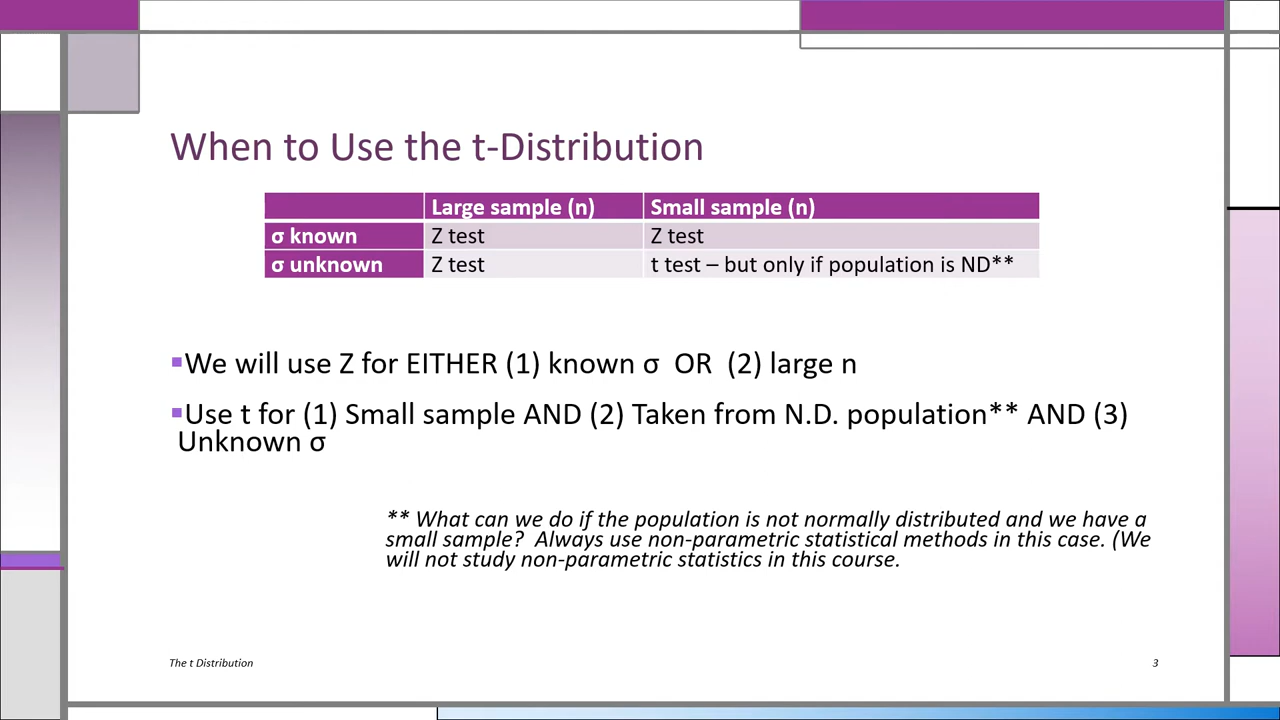 When to Use the t-Distribution
Large sample (n) Small sample (n)
σ known Z test Z test
σ unknown Z test t test – but only if population is ND**
▪We will use Z for EITHER (1) known σ  OR  (2) large n
▪Use t for (1) Small sample AND (2) Taken from N.D. population** AND (3)
Unknown σ
** What can we do if the population is not normally distributed and we have a
small sample?  Always use non-parametric statistical methods in this case. (We
will not study non-parametric statistics in this course.
The t Distribution 3